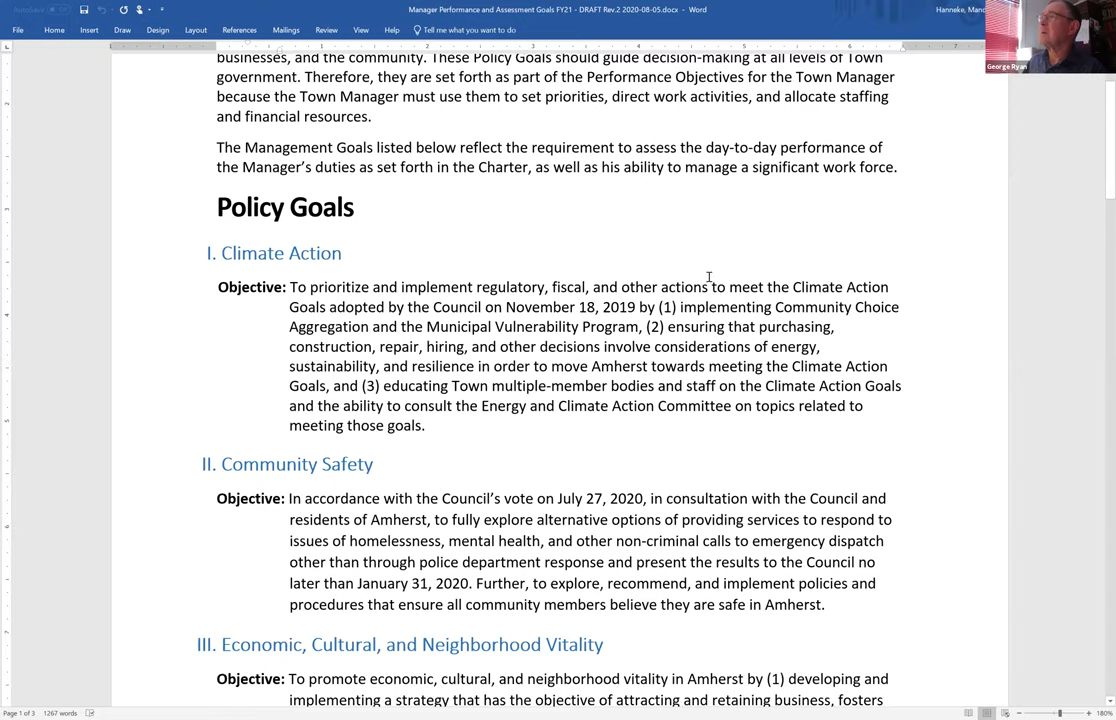 Manager Performance and Assessment Goals FY21 - DRAFT Rev.2 2020-08-05.docx - Word
Hanneke,
File Home Insert Draw Design Layout References Mailings Review View Help Tell me what you want to do
George Ryan
businesses, and the community. These Policy Goals should guide decision-making at all levels of Town
government. Therefore, they are set forth as part of the Performance Objectives for the Town Manager
because the Town Manager must use them to set priorities, direct work activities, and allocate staffing
and financial resources.
The Management Goals listed below reflect the requirement to assess the day-to-day performance of
the Manager's duties as set forth in the Charter, as well as his ability to manage a significant work force.
Policy Goals
I. Climate Action
Objective: To prioritize and implement regulatory, fiscal, and other actions to meet the Climate Action
Goals adopted by the Council on November 18, 2019 by (1) implementing Community Choice
Aggregation and the Municipal Vulnerability Program, (2) ensuring that purchasing,
construction, repair, hiring, and other decisions involve considerations of energy,
sustainability, and resilience in order to move Amherst towards meeting the Climate Action
Goals, and (3) educating Town multiple-member bodies and staff on the Climate Action Goals
and the ability to consult the Energy and Climate Action Committee on topics related to
meeting those goals.
II. Community Safety
Objective: In accordance with the Council's vote on July 27, 2020, in consultation with the Council and
residents of Amherst, to fully explore alternative options of providing services to respond to
issues of homelessness, mental health, and other non-criminal calls to emergency dispatch
other than through police department response and present the results to the Council no
later than January 31, 2020. Further, to explore, recommend, and implement policies and
procedures that ensure all community members believe they are safe in Amherst.
III. Economic, Cultural, and Neighborhood Vitality
Objective: To promote economic, cultural, and neighborhood vitality in Amherst by (1) developing and
implementing a strategy that has the objective of attracting and retaining business, fosters
Page 1 of 3 1267 words 180%